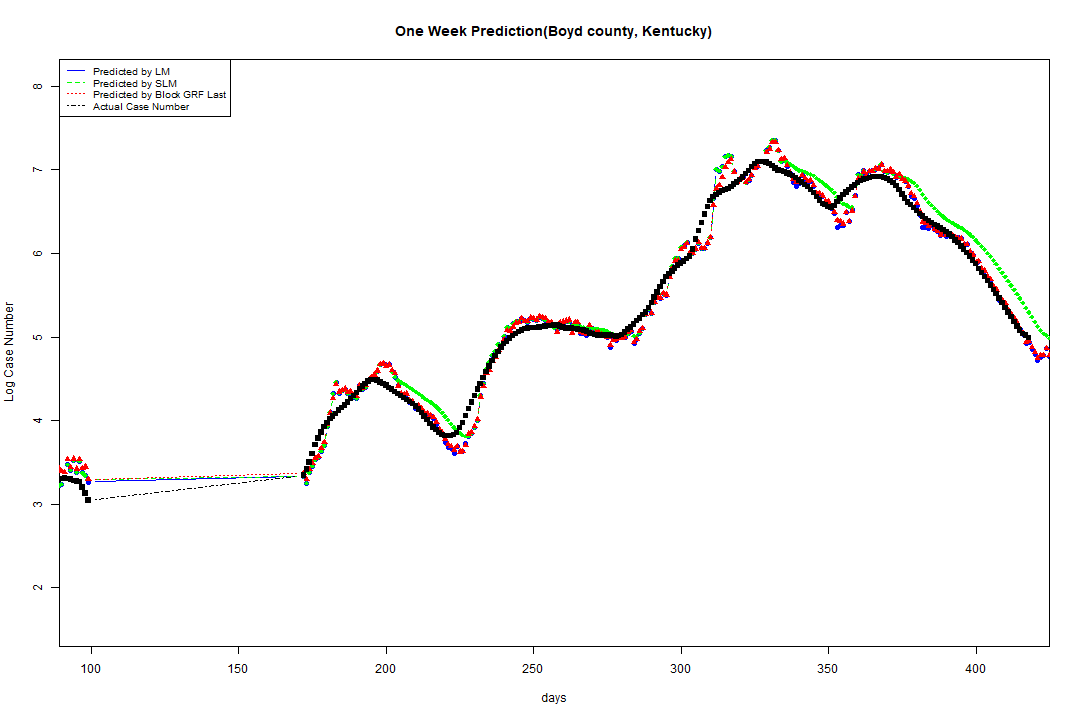 One Week Prediction(Boyd county, Kentucky)
Predicted by LM
Predicted by SLM
Predicted by Block GRF Last
Actual Case Number
8
7
6
5
4
3
2
Log Case Number
100 150 200 250 300 350 400
days